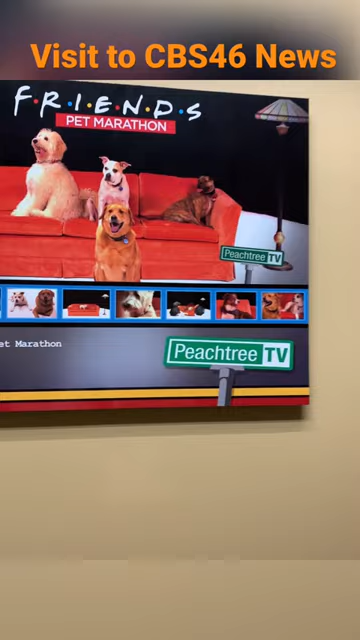 Visit to CBS46 News
F·R·I·E·N·D·S
PET MARATHON
Peachtree TV
et Marathon
Peachtree TV